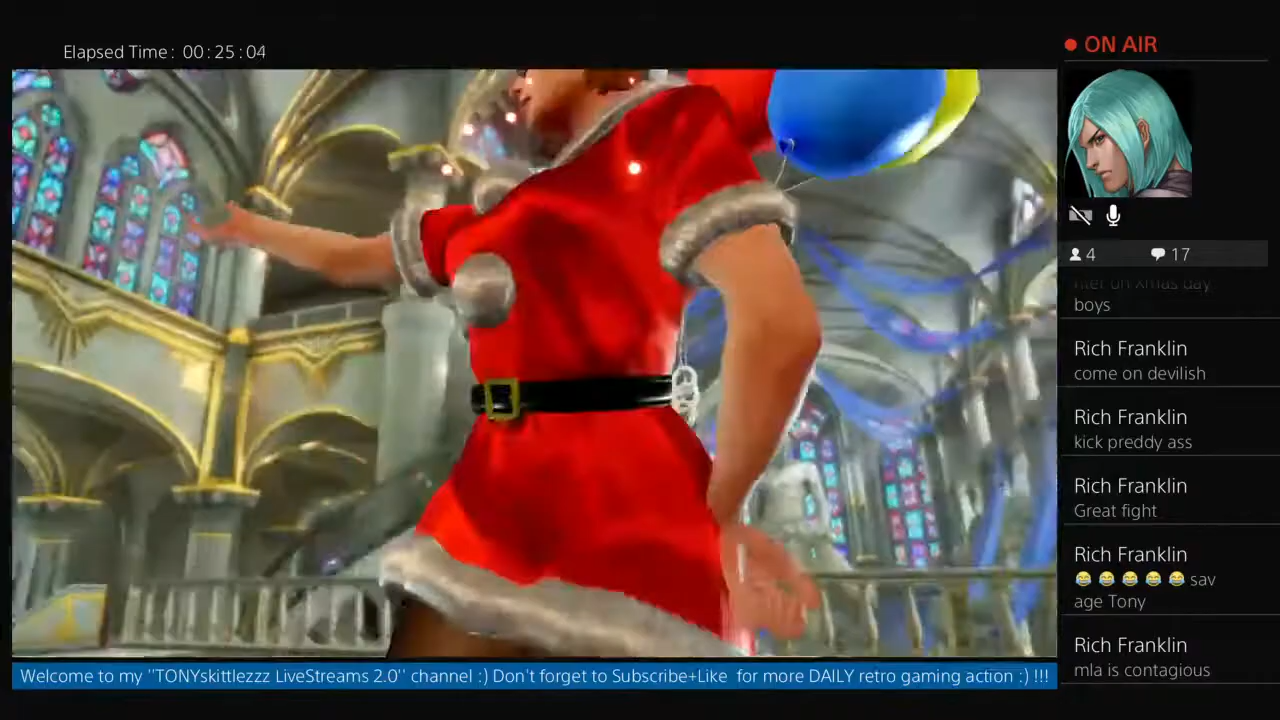 Elapsed Time: 00:25:04
ON AIR
4 17
boys
Rich Franklin
come on devilish
Rich Franklin
kick preddy ass
Rich Franklin
Great fight
Rich Franklin
😂 😂 😂 😂 😂 sav
age Tony
Rich Franklin
mla is contagious
Welcome to my "TONYskittlezzz LiveStreams 2.0" channel :) Don't forget to Subscribe+Like for more DAILY retro gaming action :) !!!